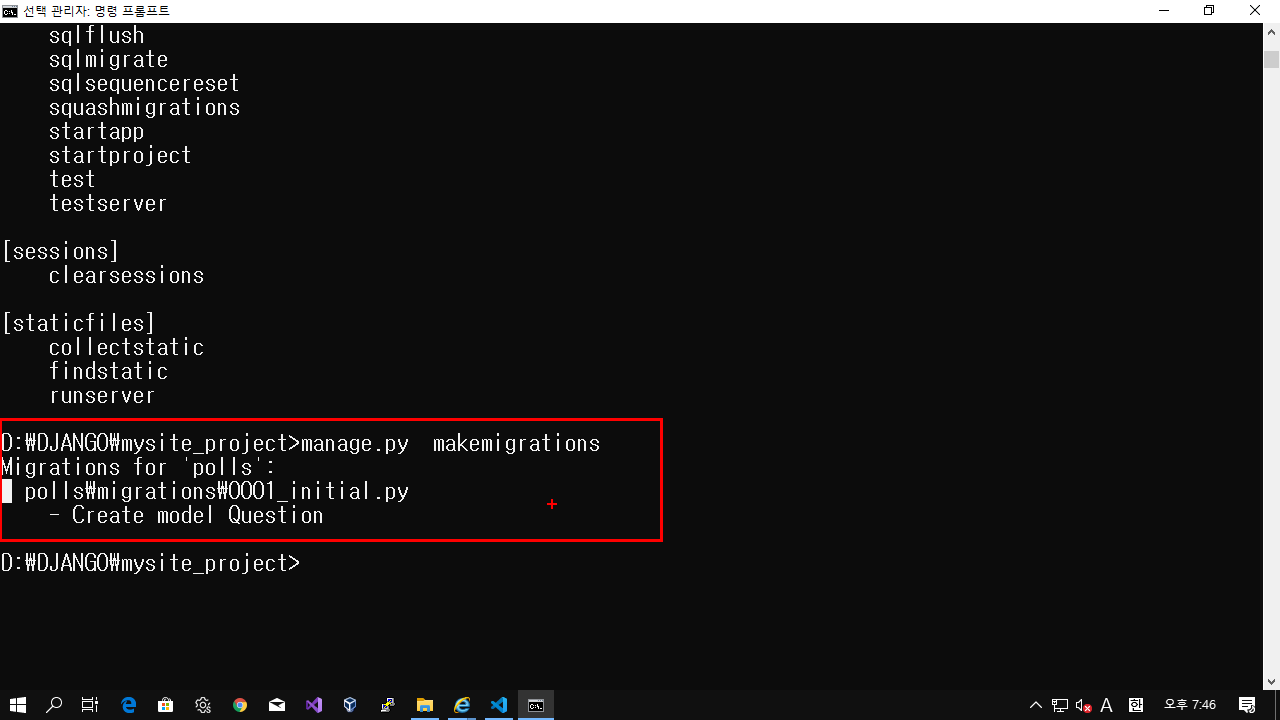 선택 관리자: 명령 프롬프트
sqlflush
sqlmigrate
sqlsequencereset
squashmigrations
startapp
startproject
test
testserver
[sessions]
clearsessions
[staticfiles]
collectstatic
findstatic
runserver
D:₩DJANGO₩mysite_project>manage.py  makemigrations
Migrations for 'polls':
polls₩migrations₩0001_initial.py
- Create model Question
D:₩DJANGO₩mysite_project>
A 한 오후 7:46